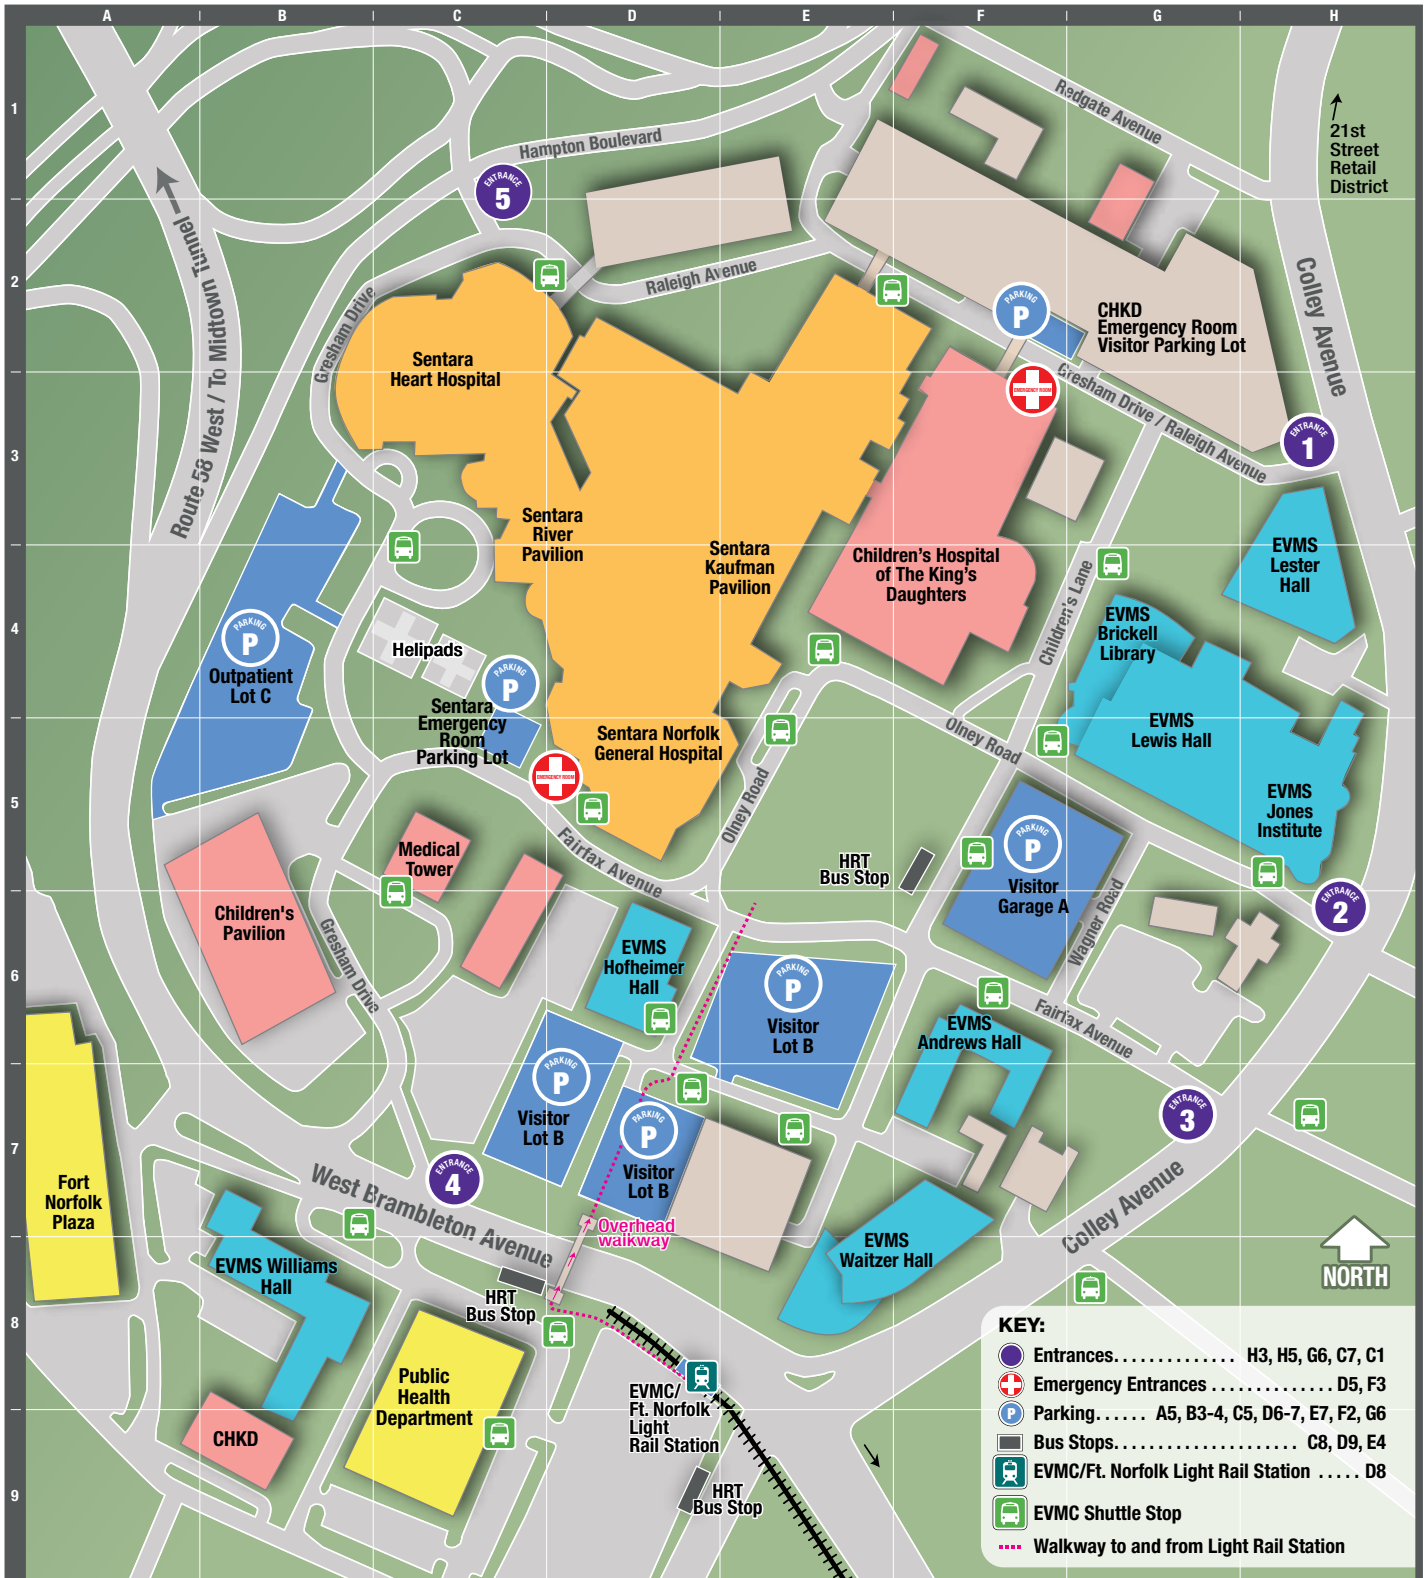 A B C D E F G H
1
2
3
4
5
6
7
8
9
Redgate Avenue
21st
Street
Retail
District
Hampton Boulevard
ENTRANCE
5
Raleigh Avenue
Gresham Drive
Route 58 West / To Midtown Tunnel
Colley Avenue
PARKING
P
CHKD
Emergency Room
Visitor Parking Lot
Sentara
Heart Hospital
EMERGENCY ROOM
Gresham Drive / Raleigh Avenue
ENTRANCE
1
Sentara
River
Pavilion
Sentara
Kaufman
Pavilion
Children's Hospital
of The King's
Daughters
EVMS
Lester
Hall
Children's Lane
EVMS
Brickell
Library
PARKING
P
Outpatient
Lot C
Helipads
PARKING
P
Sentara
Emergency
Room
Parking Lot
Sentara Norfolk
General Hospital
EMERGENCY ROOM
Olney Road
Olney Road
EVMS
Lewis Hall
EVMS
Jones
Institute
Fairfax Avenue
Medical
Tower
HRT
Bus Stop
PARKING
P
Visitor
Garage A
Wagner Road
ENTRANCE
2
Children's
Pavilion
Gresham Drive
EVMS
Hofheimer
Hall
PARKING
P
Visitor
Lot B
EVMS
Andrews Hall
Fairfax Avenue
PARKING
P
Visitor
Lot B
PARKING
P
Visitor
Lot B
ENTRANCE
3
ENTRANCE
4
Fort
Norfolk
Plaza
West Brambleton Avenue
Overhead
walkway
Colley Avenue
EVMS
Waitzer Hall
EVMS Williams
Hall
HRT
Bus Stop
NORTH
Public
Health
Department
EVMC/
Ft. Norfolk
Light
Rail Station
CHKD
HRT
Bus Stop
KEY:
Entrances. . . . . . . . . . . . . H3, H5, G6, C7, C1
Emergency Entrances . . . . . . . . . . . . . . D5, F3
P Parking. . . . . . A5, B3-4, C5, D6-7, E7, F2, G6
Bus Stops. . . . . . . . . . . . . . . . . . . . C8, D9, E4
EVMC/Ft. Norfolk Light Rail Station . . . . . D8
EVMC Shuttle Stop
Walkway to and from Light Rail Station